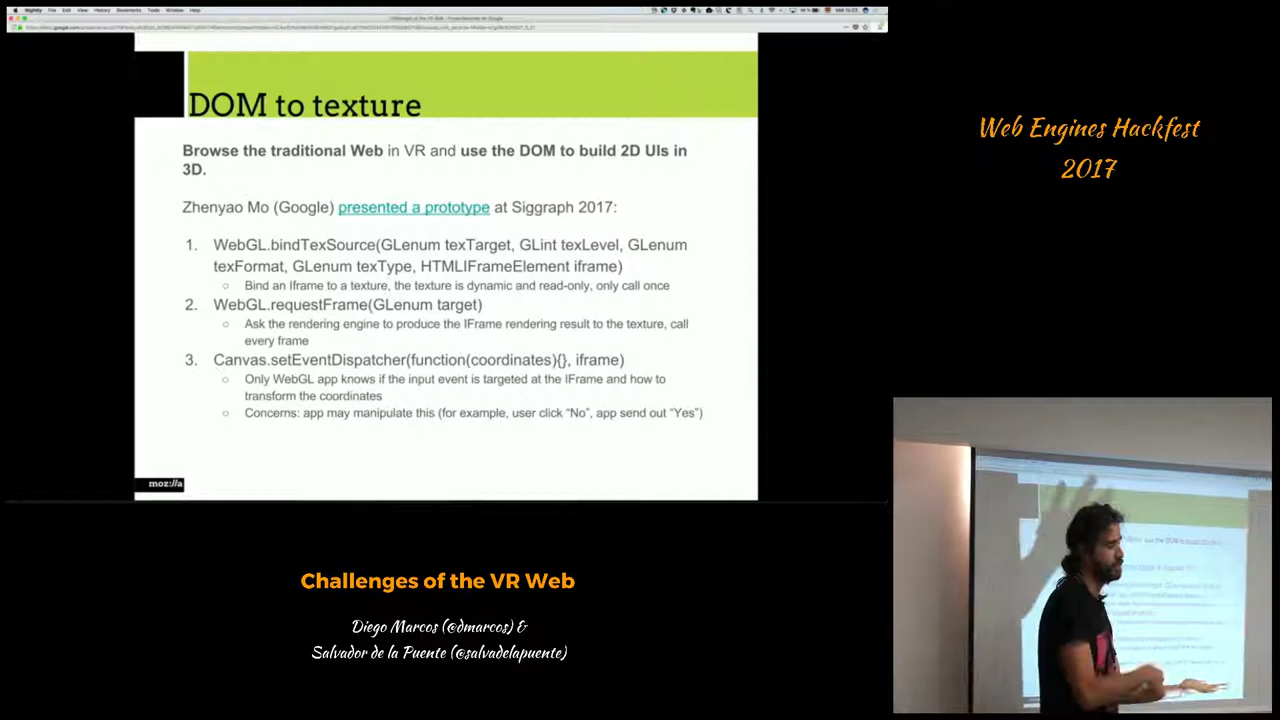 DOM to texture
Browse the traditional Web in VR and use the DOM to build 2D UIs in
3D.
Zhenyao Mo (Google) presented a prototype at Siggraph 2017:
1. WebGL.bindTexSource(GLenum texTarget, GLint texLevel, GLenum
texFormat, GLenum texType, HTMLIFrameElement iframe)
○ Bind an Iframe to a texture, the texture is dynamic and read-only, only call once
2. WebGL.requestFrame(GLenum target)
○ Ask the rendering engine to produce the IFrame rendering result to the texture, call
every frame
3. Canvas.setEventDispatcher(function(coordinates){}, iframe)
○ Only WebGL app knows if the input event is targeted at the IFrame and how to
transform the coordinates
○ Concerns: app may manipulate this (for example, user click “No”, app send out “Yes”)
moz://a
Web Engines Hackfest
2017
Challenges of the VR Web
Diego Marcos (@dmarcos) &
Salvador de la Puente (@salvadelapuente)